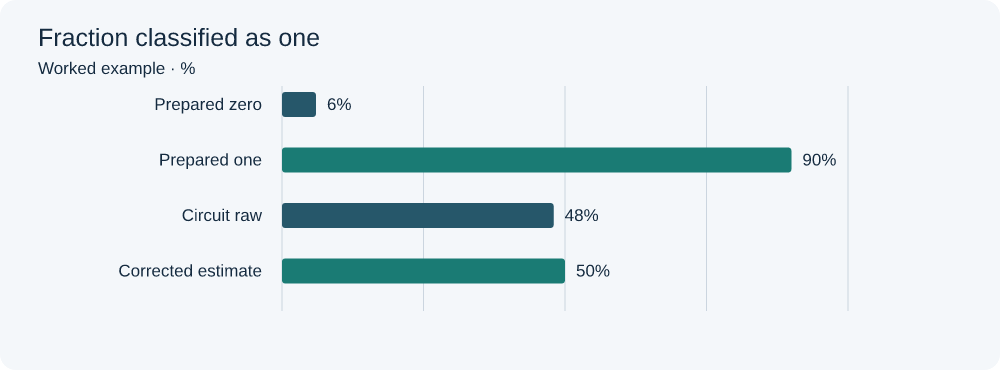 Fraction classified as one
Worked example · %
Prepared zero 6%
Prepared one 90%
Circuit raw 48%
Corrected estimate 50%